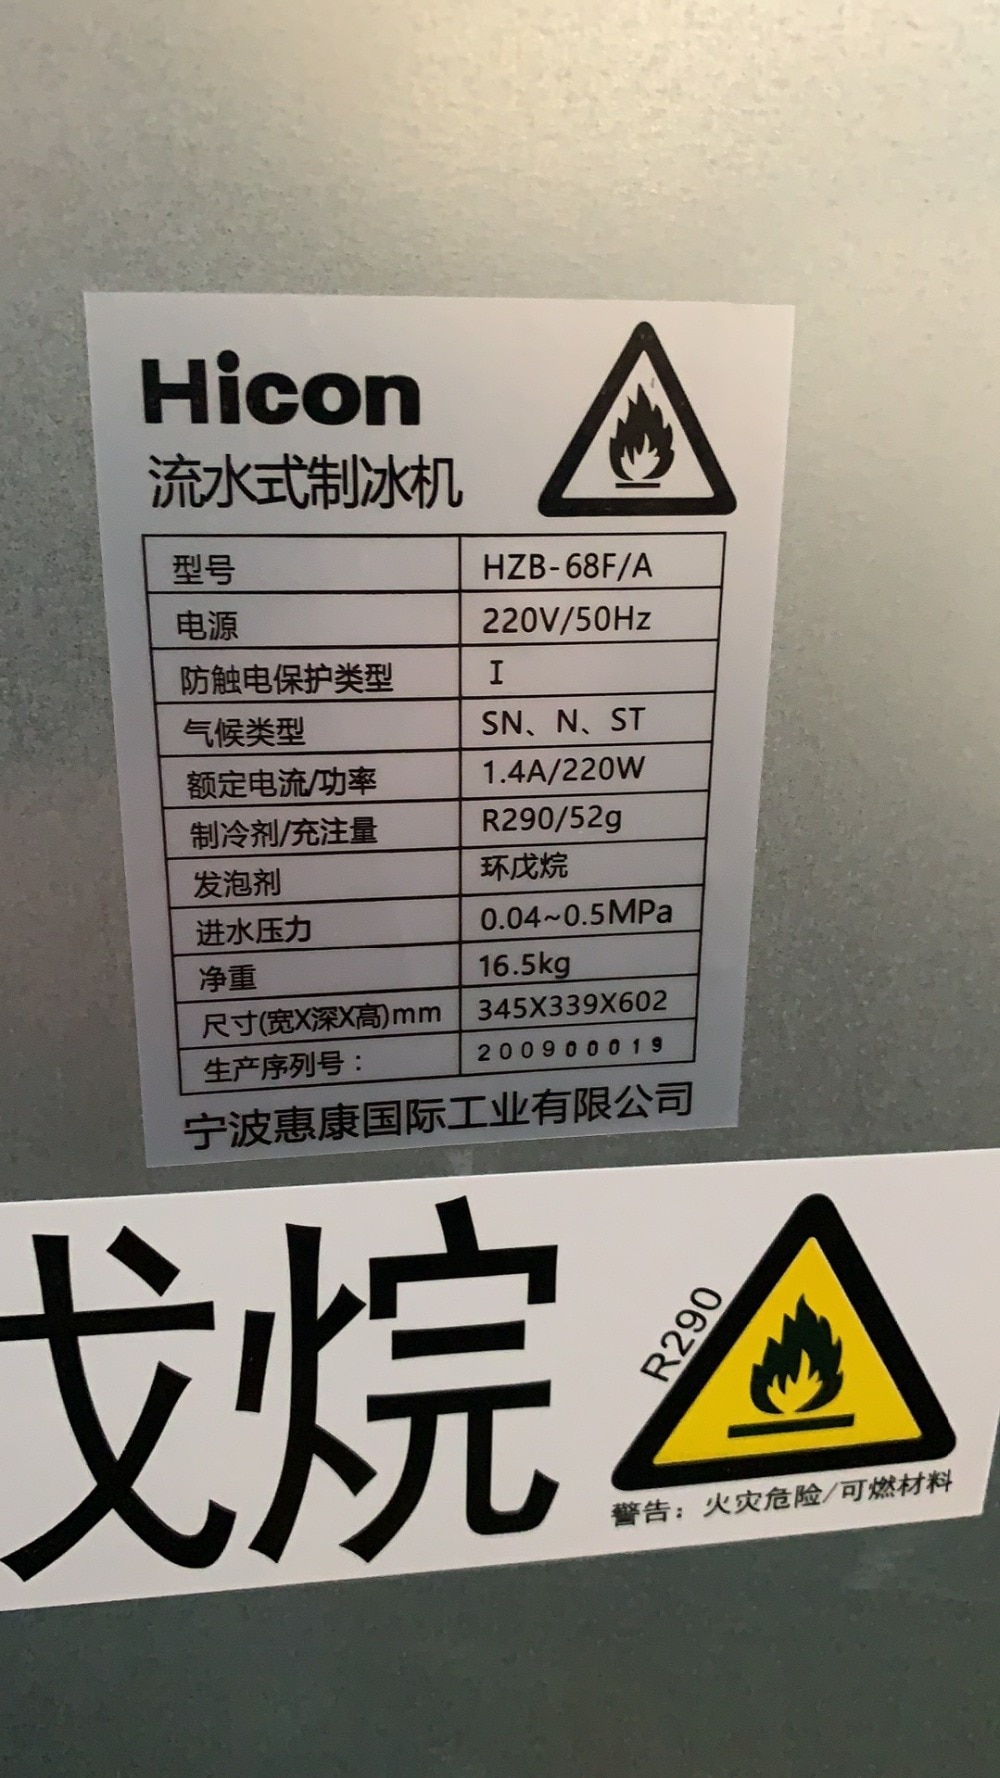 Hicon
流水式制冰机
型号 HZB-68F/A
电源 220V/50Hz
防触电保护类型 I
气候类型 SN、N、ST
额定电流/功率 1.4A/220W
制冷剂/充注量 R290/52g
发泡剂 环戊烷
进水压力 0.04~0.5MPa
净重 16.5kg
尺寸(宽X深X高)mm 345X339X602
生产序列号： 200900019
宁波惠康国际工业有限公司
戊烷
R290
警告：火灾危险/可燃材料